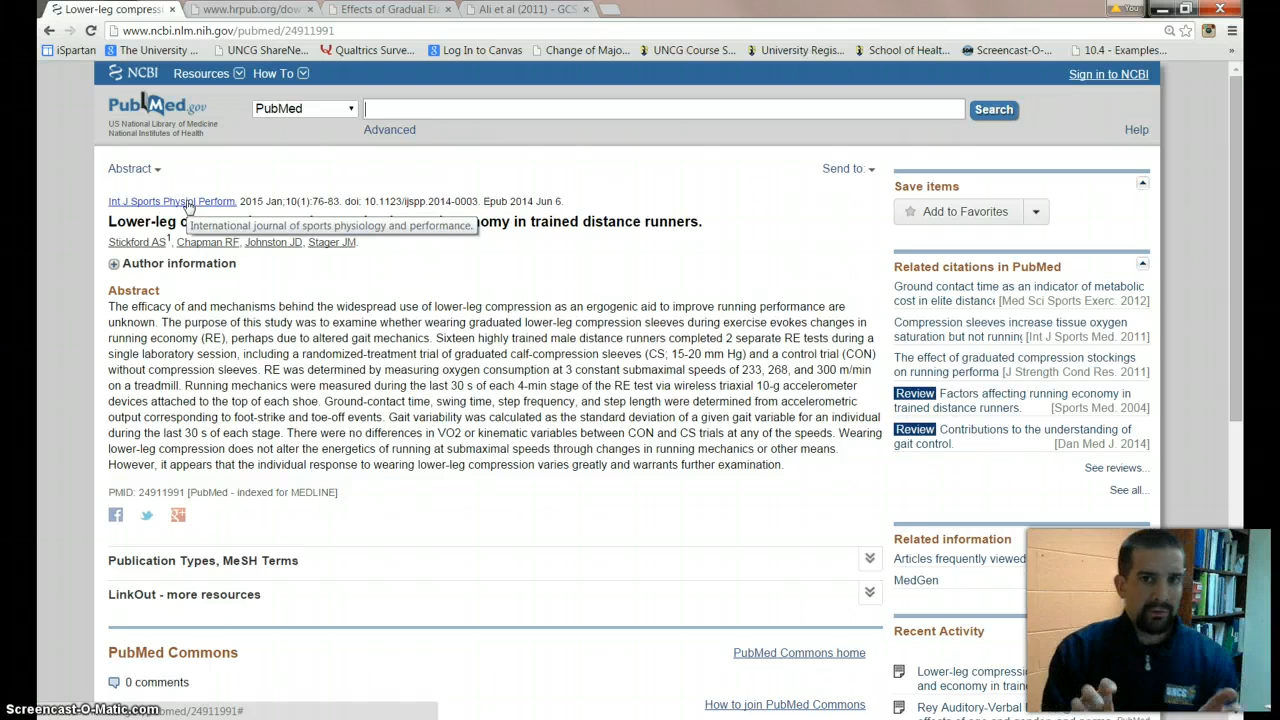 Lower-leg compressi
www.hrpub.org/dow
Effects of Gradual El
Ali et al (2011) - GCS
You
www.ncbi.nlm.nih.gov/pubmed/24911991
iSpartan
The University ...
UNCG ShareNe...
Qualtrics Surve...
Log In to Canvas
Change of Majo...
UNCG Course S...
University Regis...
School of Healt...
Screencast-O-...
10.4 - Examples...
»
NCBI Resources How To Sign in to NCBI
PubMed.gov
US National Library of Medicine
National Institutes of Health
PubMed
Search
Advanced
Help
Abstract
Send to:
Int J Sports Physiol Perform. 2015 Jan;10(1):76-83. doi: 10.1123/ijspp.2014-0003. Epub 2014 Jun 6.
Lower-leg c onomy in trained distance runners.
International journal of sports physiology and performance.
Stickford AS1, Chapman RF, Johnston JD, Stager JM.
Author information
Abstract
The efficacy of and mechanisms behind the widespread use of lower-leg compression as an ergogenic aid to improve running performance are
unknown. The purpose of this study was to examine whether wearing graduated lower-leg compression sleeves during exercise evokes changes in
running economy (RE), perhaps due to altered gait mechanics. Sixteen highly trained male distance runners completed 2 separate RE tests during a
single laboratory session, including a randomized-treatment trial of graduated calf-compression sleeves (CS; 15-20 mm Hg) and a control trial (CON)
without compression sleeves. RE was determined by measuring oxygen consumption at 3 constant submaximal speeds of 233, 268, and 300 m/min
on a treadmill. Running mechanics were measured during the last 30 s of each 4-min stage of the RE test via wireless triaxial 10-g accelerometer
devices attached to the top of each shoe. Ground-contact time, swing time, step frequency, and step length were determined from accelerometric
output corresponding to foot-strike and toe-off events. Gait variability was calculated as the standard deviation of a given gait variable for an individual
during the last 30 s of each stage. There were no differences in VO2 or kinematic variables between CON and CS trials at any of the speeds. Wearing
lower-leg compression does not alter the energetics of running at submaximal speeds through changes in running mechanics or other means.
However, it appears that the individual response to wearing lower-leg compression varies greatly and warrants further examination.
PMID: 24911991 [PubMed - indexed for MEDLINE]
Publication Types, MeSH Terms
LinkOut - more resources
PubMed Commons
PubMed Commons home
0 comments
How to join PubMed Commons
Save items
Add to Favorites
Related citations in PubMed
Ground contact time as an indicator of metabolic
cost in elite distanc [Med Sci Sports Exerc. 2012]
Compression sleeves increase tissue oxygen
saturation but not runnin [Int J Sports Med. 2011]
The effect of graduated compression stockings
on running performa [J Strength Cond Res. 2011]
Review Factors affecting running economy in
trained distance runners. [Sports Med. 2004]
Review Contributions to the understanding of
gait control. [Dan Med J. 2014]
See reviews...
See all...
Related information
Articles frequently viewed
MedGen
Recent Activity
Lower-leg compressi
and economy in traine
Rey Auditory-Verbal
UNCG
Screencast-O-Matic.com
pubmed/24911991#